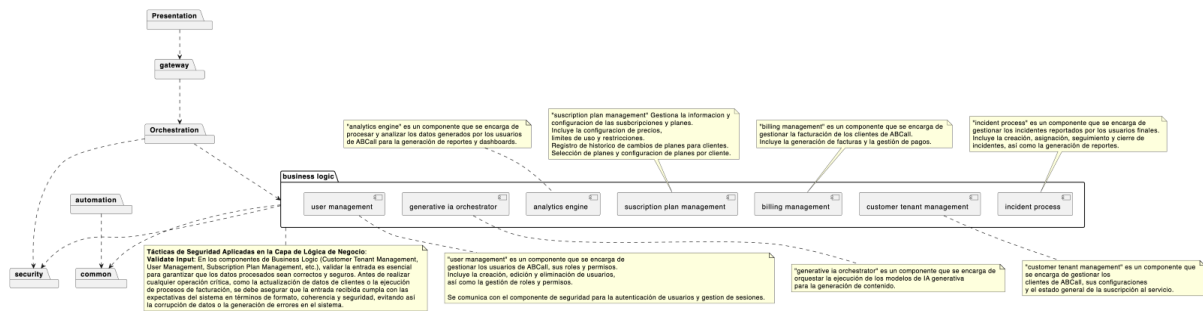 Presentation
gateway
Orchestration
"analytics engine" es un componente que se encarga de
procesar y analizar los datos generados por los usuarios
de ABCall para la generación de reportes y dashboards.
"suscription plan management" Gestiona la informacion y
configuracion de las susbcripciones y planes.
Incluye la configuracion de precios,
limites de uso y restricciones.
Registro de historico de cambios de planes para clientes.
Selección de planes y configuracion de planes por cliente.
"billing management" es un componente que se encarga de
gestionar la facturación de los clientes de ABCall.
Incluye la generación de facturas y la gestión de pagos.
"incident process" es un componente que se encarga de
gestionar los incidentes reportados por los usuarios finales.
Incluye la creación, asignación, seguimiento y cierre de
incidentes, así como la generación de reportes.
business logic
user management
generative ia orchestrator
analytics engine
suscription plan management
billing management
customer tenant management
incident process
automation
security
common
Tácticas de Seguridad Aplicadas en la Capa de Lógica de Negocio:
Validate Input: En los componentes de Business Logic (Customer Tenant Management,
User Management, Subscription Plan Management, etc.), validar la entrada es esencial
para garantizar que los datos procesados sean correctos y seguros. Antes de realizar
cualquier operación crítica, como la actualización de datos de clientes o la ejecución
de procesos de facturación, se debe asegurar que la entrada recibida cumpla con las
expectativas del sistema en términos de formato, coherencia y seguridad, evitando así
la corrupción de datos o la generación de errores en el sistema.
"user management" es un componente que se encarga de
gestionar los usuarios de ABCall, sus roles y permisos.
Incluye la creación, edición y eliminación de usuarios,
así como la gestión de roles y permisos.
Se comunica con el componente de seguridad para la autenticación de usuarios y gestion de sesiones.
"generative ia orchestrator" es un componente que se encarga de
orquestar la ejecución de los modelos de IA generativa
para la generación de contenido.
"customer tenant management" es un componente que
se encarga de gestionar los
clientes de ABCall, sus configuraciones
y el estado general de la suscripción al servicio.